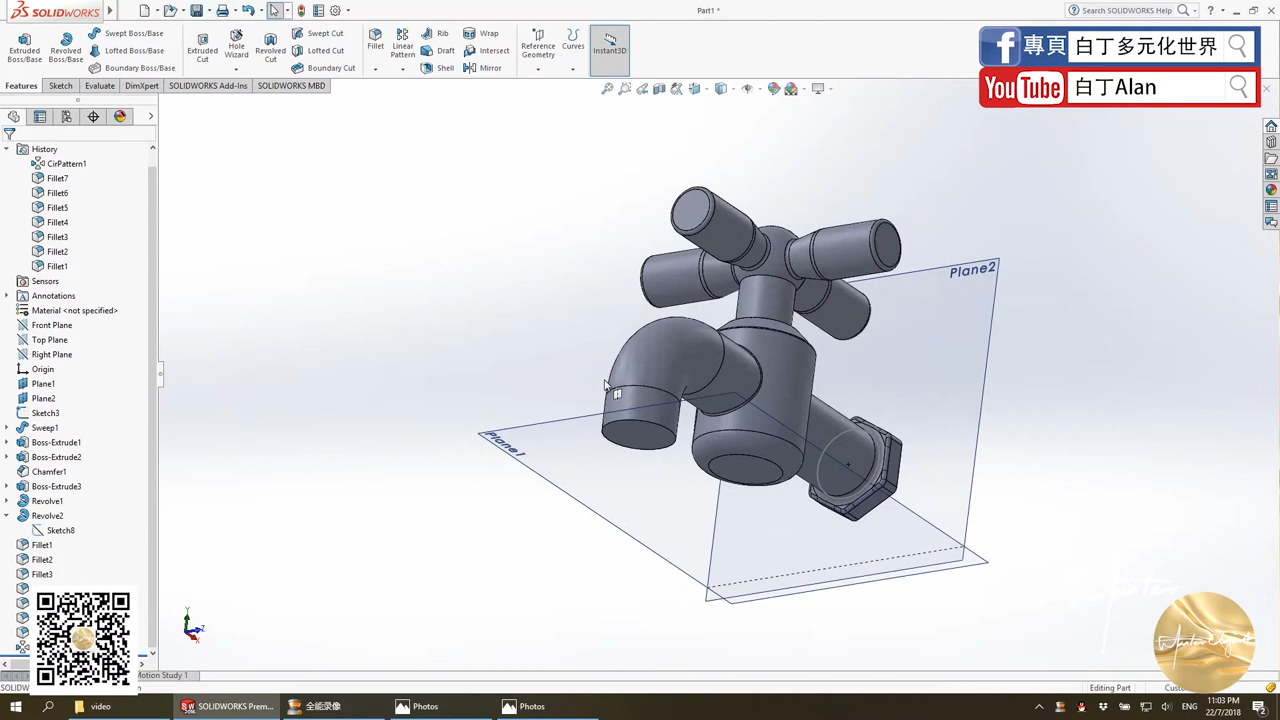 SOLIDWORKS
Part1 *
Search SOLIDWORKS Help
Extruded Boss/Base
Revolved Boss/Base
Swept Boss/Base
Lofted Boss/Base
Boundary Boss/Base
Extruded Cut
Hole Wizard
Revolved Cut
Swept Cut
Lofted Cut
Boundary Cut
Fillet
Linear Pattern
Rib
Draft
Shell
Wrap
Intersect
Mirror
Reference Geometry
Curves
Instant3D
專頁
白丁多元化世界
YouTube
白丁Alan
Features
Sketch
Evaluate
DimXpert
SOLIDWORKS Add-Ins
SOLIDWORKS MBD
History
CirPattern1
Fillet7
Fillet6
Fillet5
Fillet4
Fillet3
Fillet2
Fillet1
Sensors
Annotations
Material <not specified>
Front Plane
Top Plane
Right Plane
Origin
Plane1
Plane2
Sketch3
Sweep1
Boss-Extrude1
Boss-Extrude2
Chamfer1
Boss-Extrude3
Revolve1
Revolve2
Sketch8
Fillet1
Fillet2
Fillet3
Plane2
Plane1
Y
Z
X
Motion Study 1
Editing Part
video
SOLIDWORKS Prem...
全能录像
Photos
Photos
ENG
11:03 PM
22/7/2018